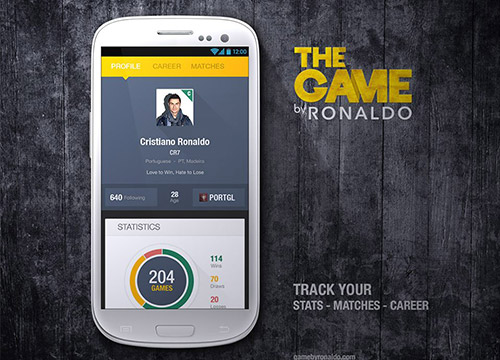 12:00
PROFILE CAREER MATCHES
Cristiano Ronaldo
CR7
Portuguese - PT, Madeira
Love to Win, Hate to Lose
640 Following
28 Age
PORTGL
STATISTICS
204
GAMES
114
Wins
70
Draws
20
Losses
THE
GAME
by RONALDO
TRACK YOUR
STATS - MATCHES - CAREER
gamebyronaldo.com